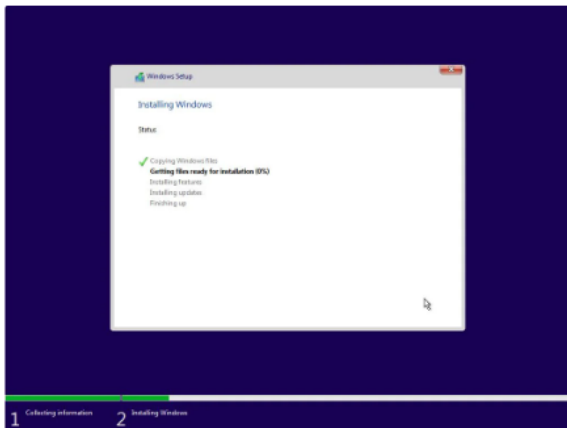 Windows Setup
Installing Windows
Status
Copying Windows files
Getting files ready for installation (0%)
Installing features
Installing updates
Finishing up
1 Collecting information
2 Installing Windows